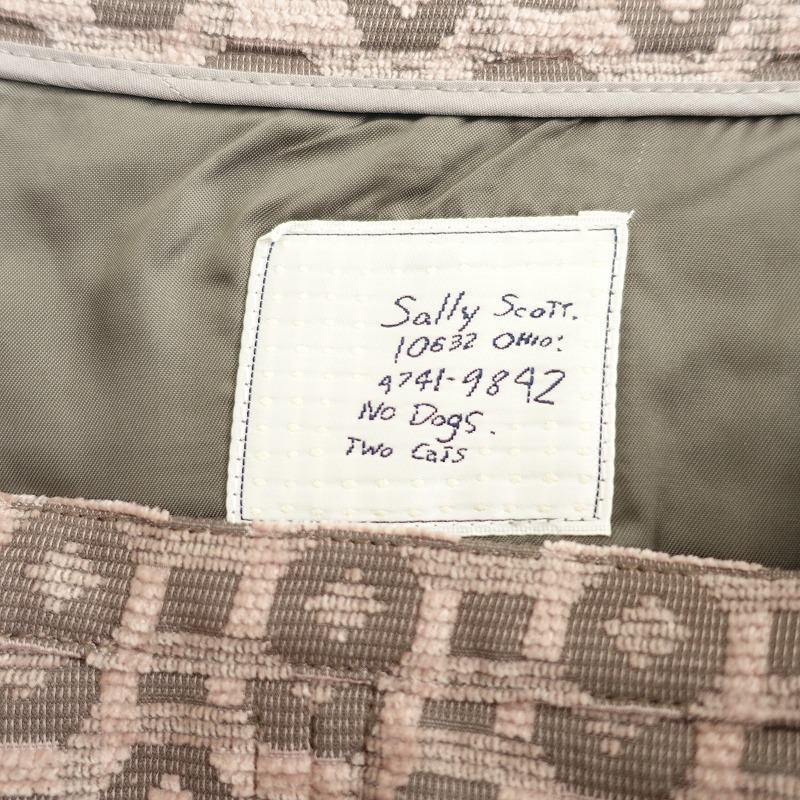 Sally Scott.
10632 OHIO:
4741-9842
No Dogs.
Two Cats